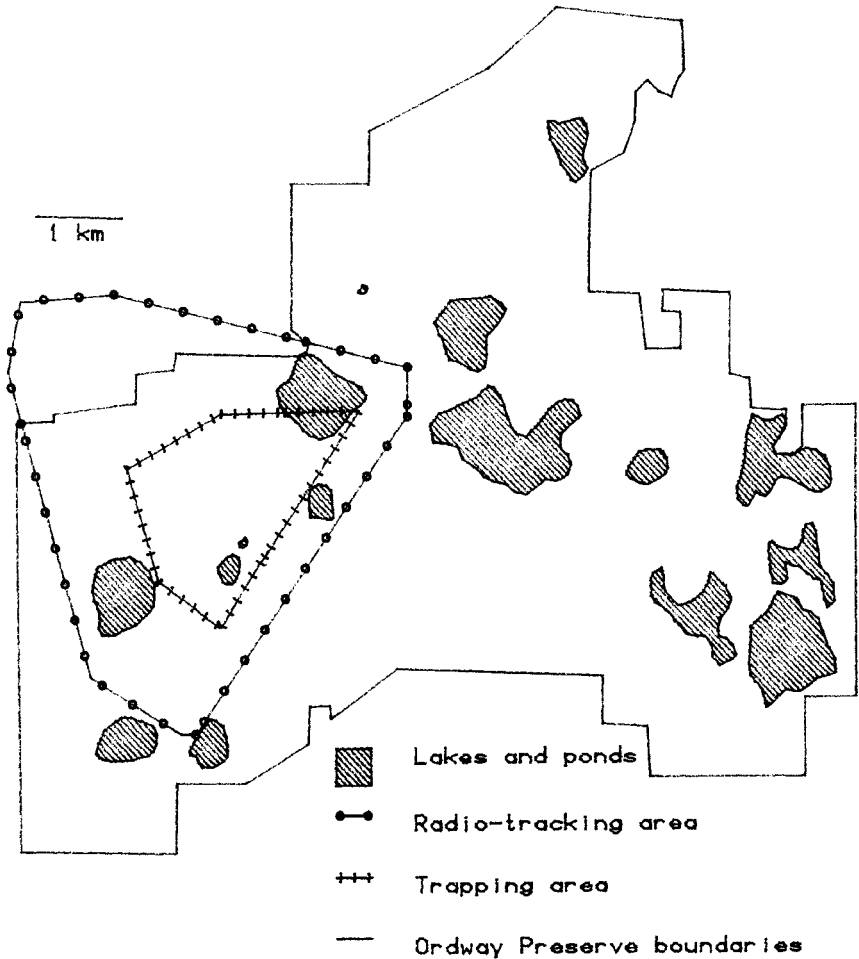 1 km
Lakes and ponds
Radio-tracking area
Trapping area
Ordway Preserve boundaries